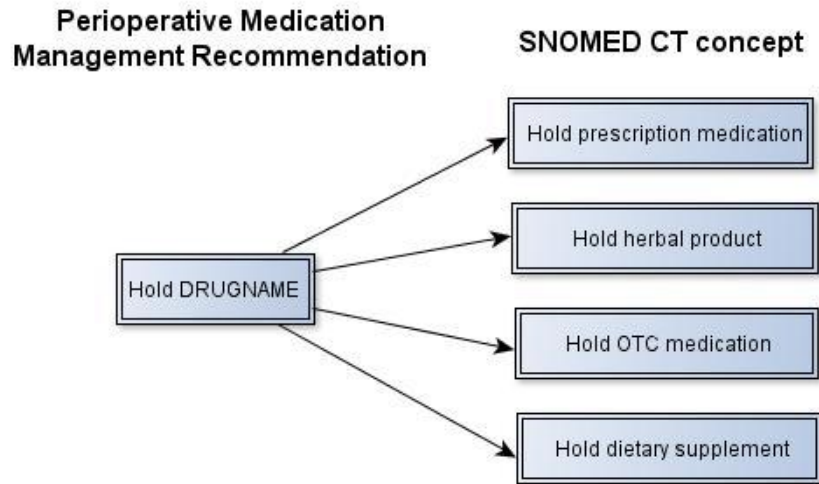 Perioperative Medication
Management Recommendation
SNOMED CT concept
Hold DRUGNAME
Hold prescription medication
Hold herbal product
Hold OTC medication
Hold dietary supplement